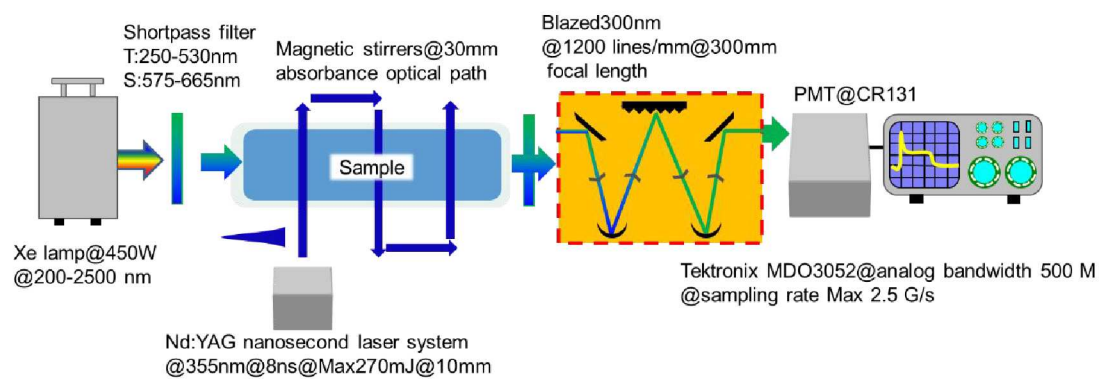 Shortpass filter
T:250-530nm
S:575-665nm
Magnetic stirrers@30mm
absorbance optical path
Blazed300nm
@1200 lines/mm@300mm
focal length
PMT@CR131
Sample
Xe lamp@450W
@200-2500 nm
Nd:YAG nanosecond laser system
@355nm@8ns@Max270mJ@10mm
Tektronix MDO3052@analog bandwidth 500 M
@sampling rate Max 2.5 G/s